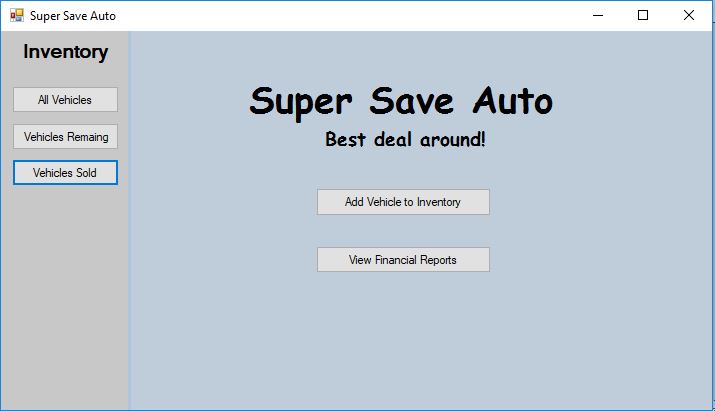 Super Save Auto
Inventory
All Vehicles
Vehicles Remaing
Vehicles Sold
Super Save Auto
Best deal around!
Add Vehicle to Inventory
View Financial Reports